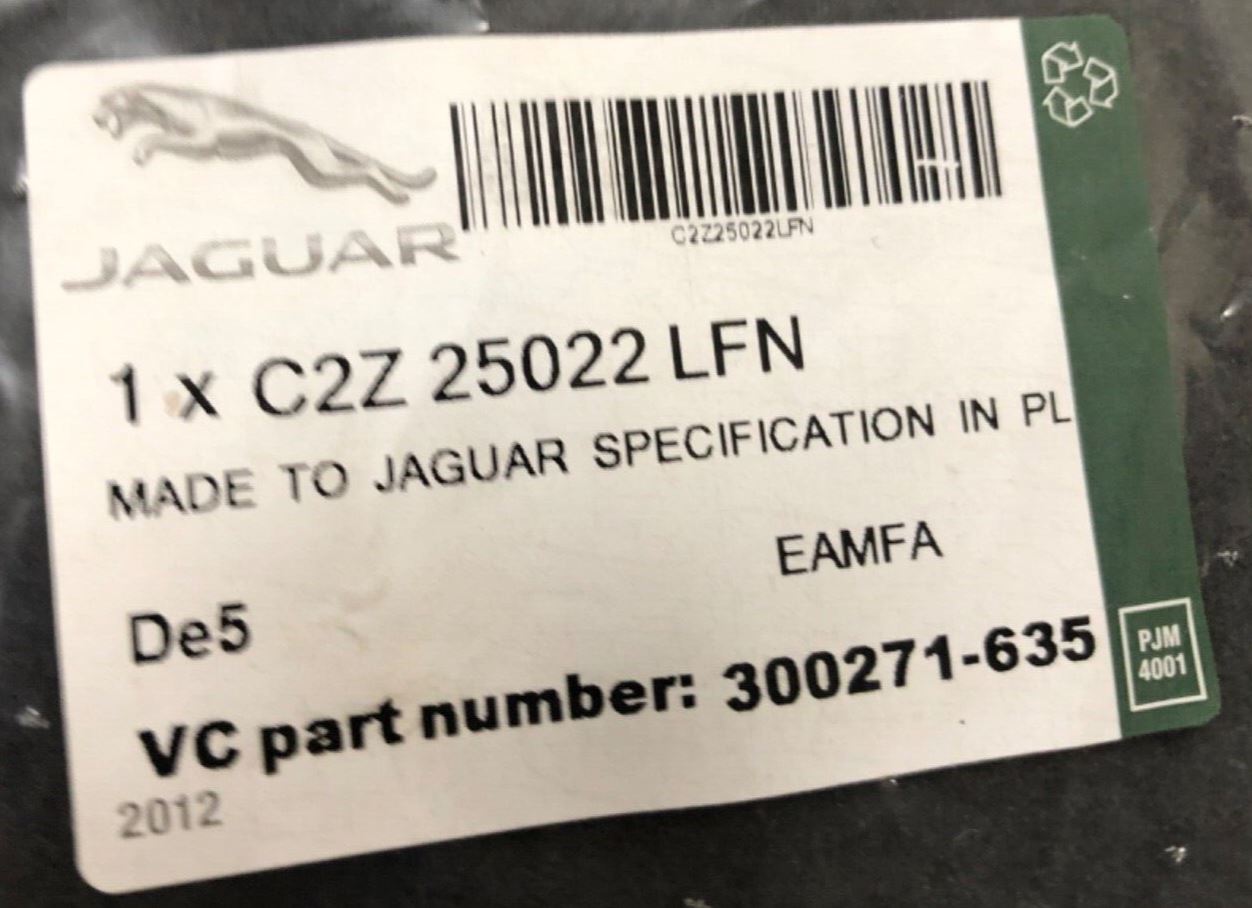 JAGUAR
C2Z25022LFN
1 x C2Z 25022 LFN
MADE TO JAGUAR SPECIFICATION IN PL
EAMFA
De5
VC part number: 300271-635
2012
PJM
4001